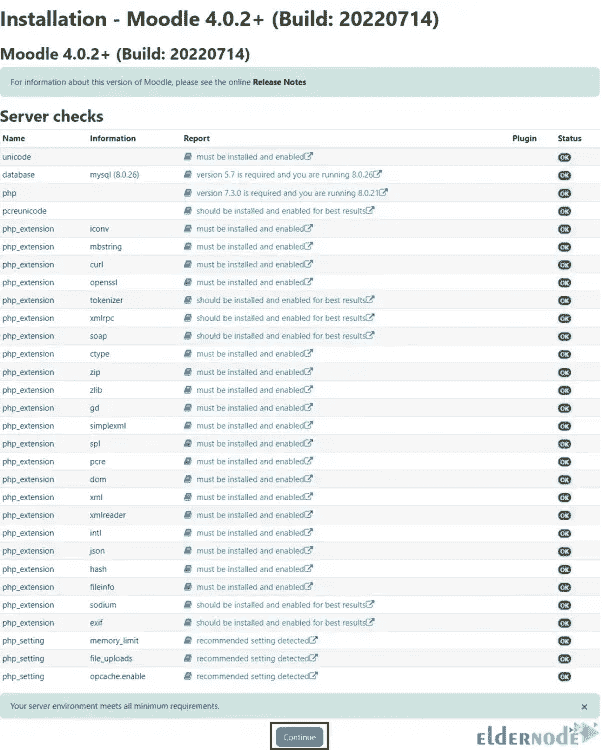 Installation - Moodle 4.0.2+ (Build: 20220714)
Moodle 4.0.2+ (Build: 20220714)
For information about this version of Moodle, please see the online Release Notes
Server checks
Name Information Report Plugin Status
unicode must be installed and enabled OK
database mysql (8.0.26) version 5.7 is required and you are running 8.0.26 OK
php version 7.3.0 is required and you are running 8.0.21 OK
pcreunicode should be installed and enabled for best results OK
php_extension iconv must be installed and enabled OK
php_extension mbstring must be installed and enabled OK
php_extension curl must be installed and enabled OK
php_extension openssl must be installed and enabled OK
php_extension tokenizer should be installed and enabled for best results OK
php_extension xmlrpc should be installed and enabled for best results OK
php_extension soap should be installed and enabled for best results OK
php_extension ctype must be installed and enabled OK
php_extension zip must be installed and enabled OK
php_extension zlib must be installed and enabled OK
php_extension gd must be installed and enabled OK
php_extension simplexml must be installed and enabled OK
php_extension spl must be installed and enabled OK
php_extension pcre must be installed and enabled OK
php_extension dom must be installed and enabled OK
php_extension xml must be installed and enabled OK
php_extension xmlreader must be installed and enabled OK
php_extension intl must be installed and enabled OK
php_extension json must be installed and enabled OK
php_extension hash must be installed and enabled OK
php_extension fileinfo must be installed and enabled OK
php_extension sodium should be installed and enabled for best results OK
php_extension exif should be installed and enabled for best results OK
php_setting memory_limit recommended setting detected OK
php_setting file_uploads recommended setting detected OK
php_setting opcache.enable recommended setting detected OK
Your server environment meets all minimum requirements. ×
Continue
ELDERNODE